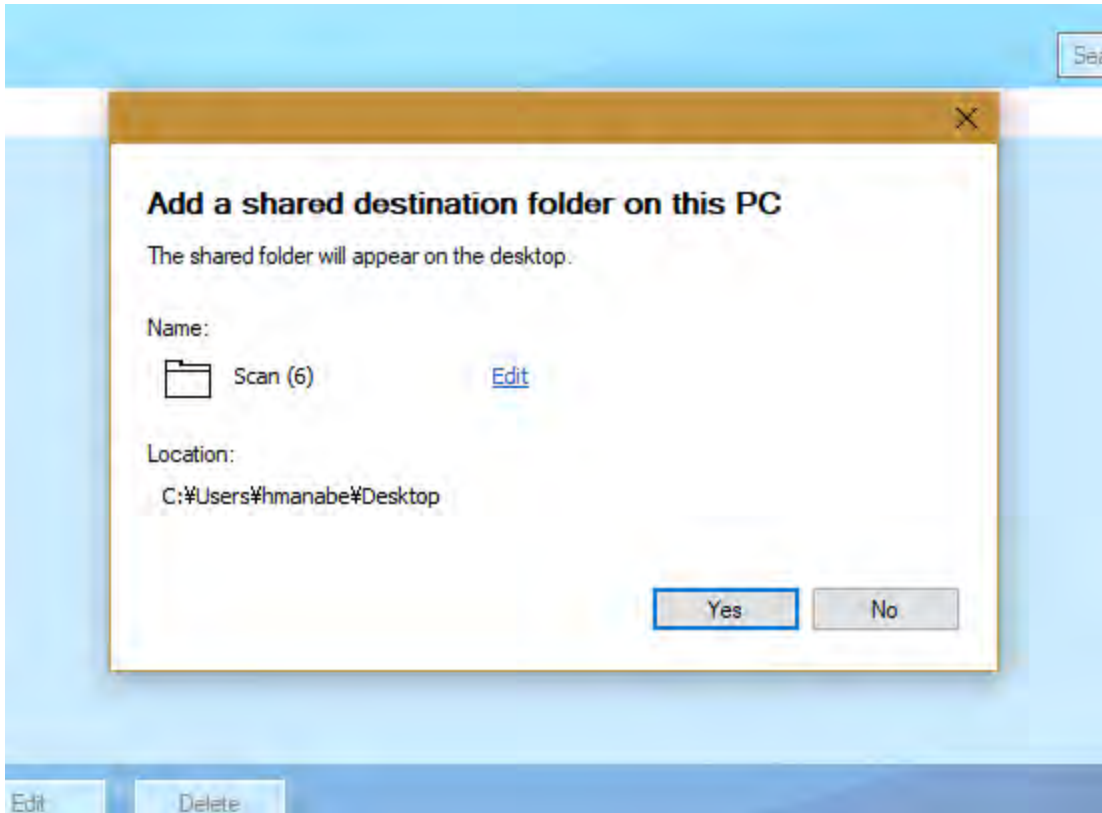 Add a shared destination folder on this PC
The shared folder will appear on the desktop.
Name:
Scan (6) Edit
Location:
C:¥Users¥hmanabe¥Desktop
Yes No
Edit Delete